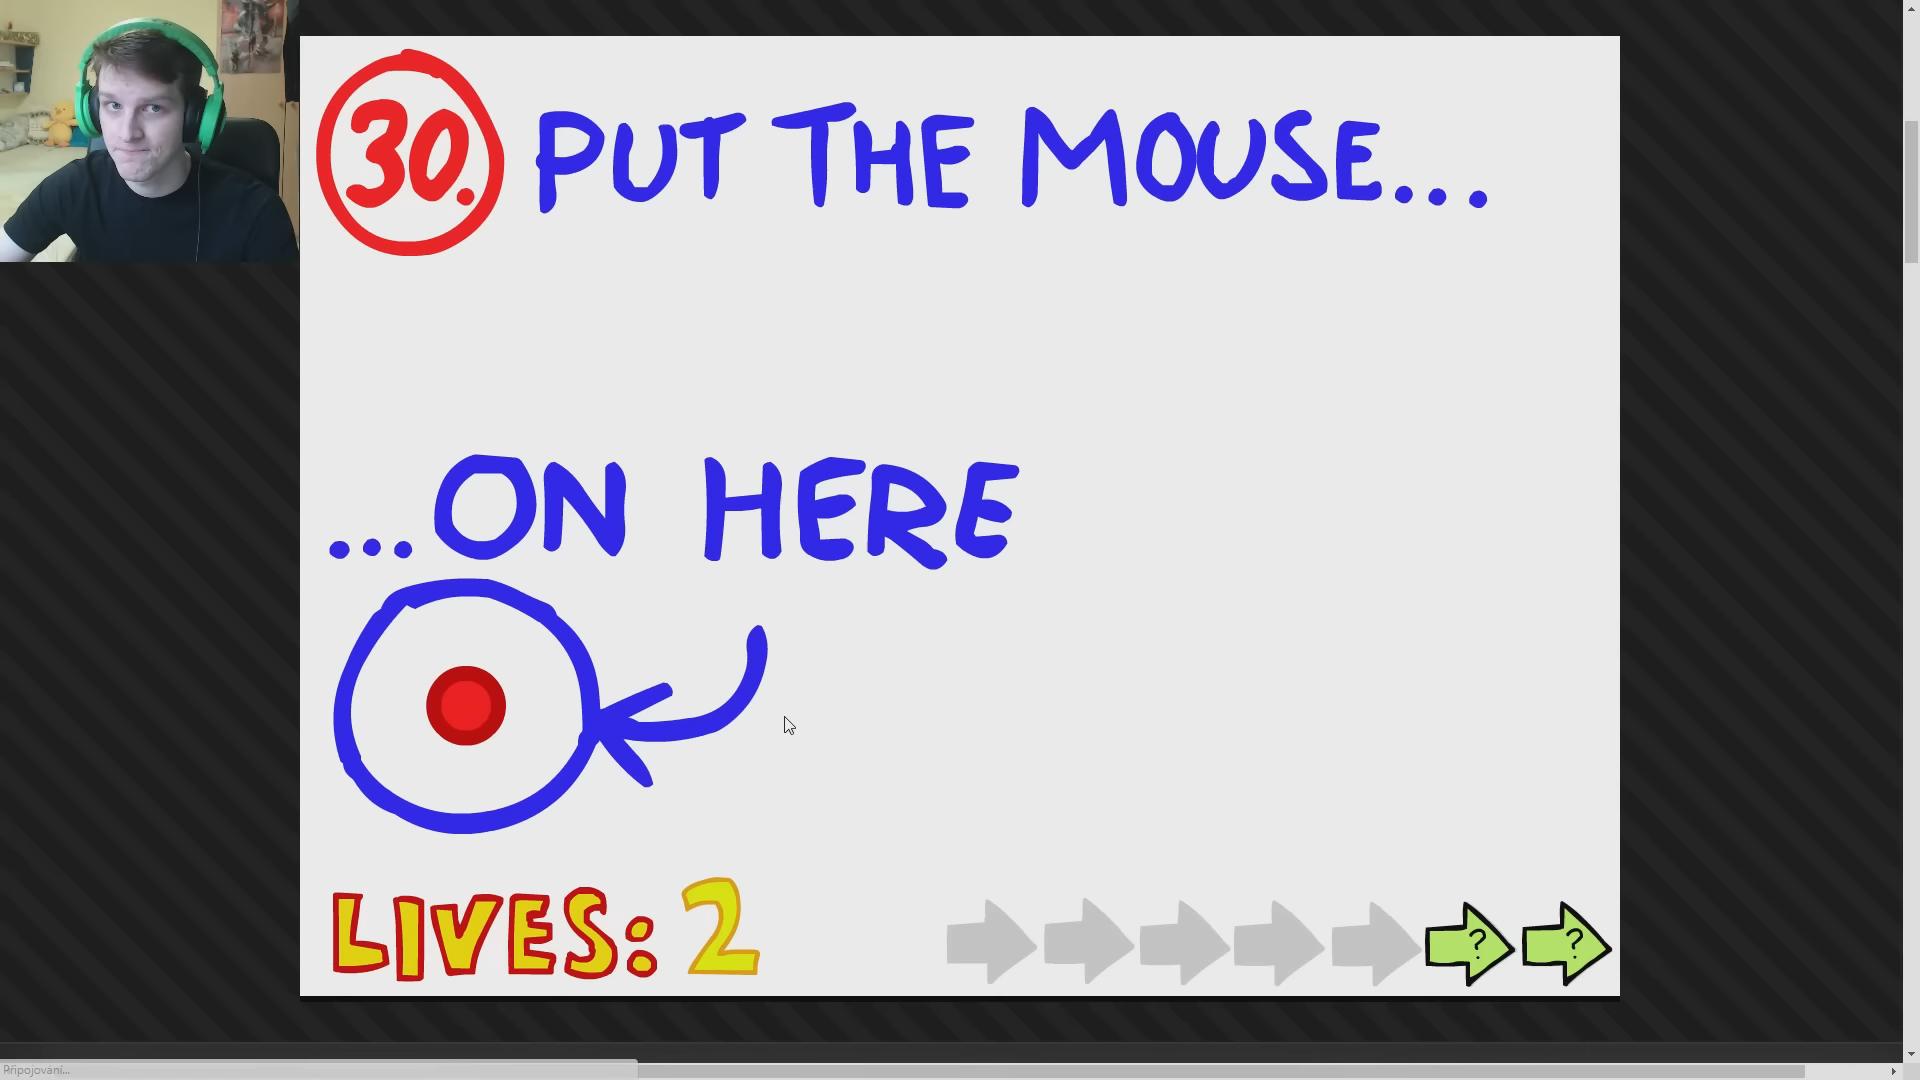 30. PUT THE MOUSE...
...ON HERE
LIVES: 2
? ?
Připojování...